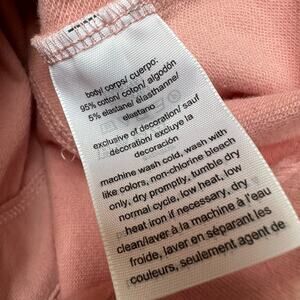 body/ corps/ cuerpo:
95% cotton/ coton/ algodón
5% elastane/ élasthanne/
elastano
exclusive of decoration/ sauf
décoration/ excluye la
decoración
machine wash cold, wash with
like colors, non-chlorine bleach
only, dry promptly, tumble dry
normal cycle, low heat, low
heat iron if necessary, dry
clean/laver à la machine à l'eau
froide, laver en séparant les
couleurs, seulement agent de